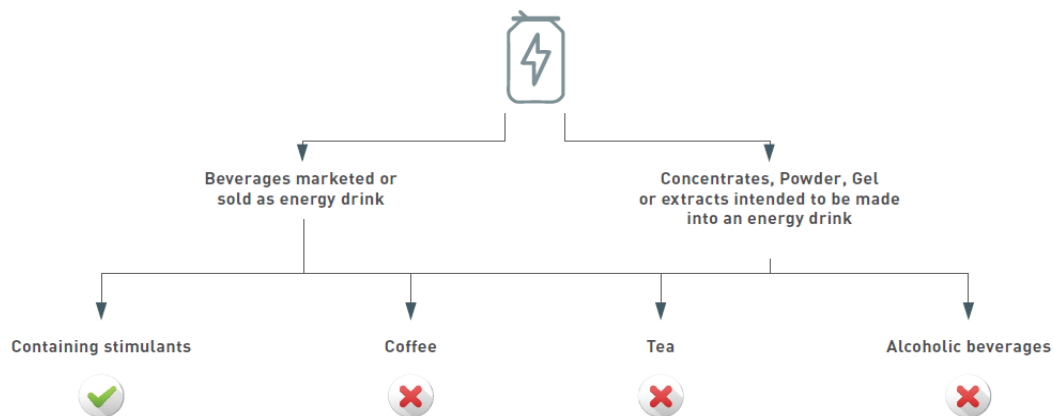 Beverages marketed or
sold as energy drink
Concentrates, Powder, Gel
or extracts intended to be made
into an energy drink
Containing stimulants
Coffee
Tea
Alcoholic beverages